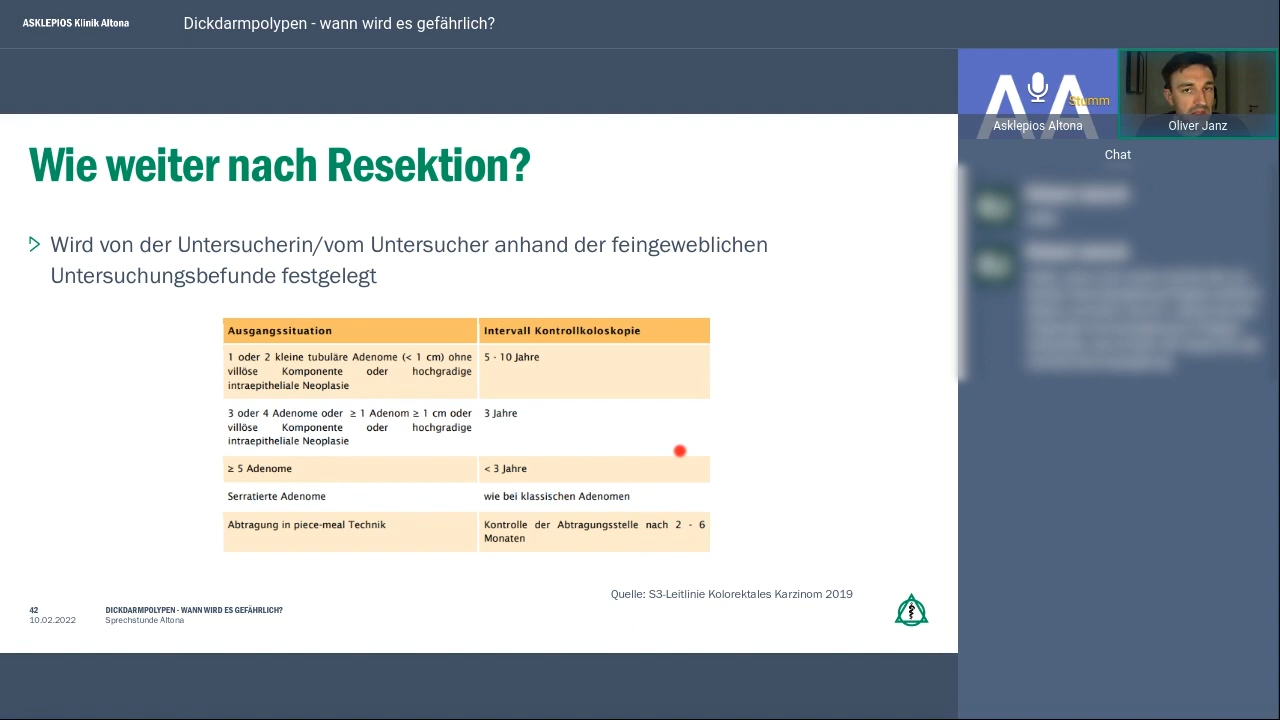 ASKLEPIOS Klinik Altona
Dickdarmpolypen - wann wird es gefährlich?
Stumm
Asklepios Altona
Oliver Janz
Chat
Wie weiter nach Resektion?
Wird von der Untersucherin/vom Untersucher anhand der feingeweblichen
Untersuchungsbefunde festgelegt
Ausgangssituation
Intervall Kontrollkoloskopie
1 oder 2 kleine tubuläre Adenome (< 1 cm) ohne
villöse Komponente oder hochgradige
intraepitheliale Neoplasie
5 - 10 Jahre
3 oder 4 Adenome oder ≥ 1 Adenom ≥ 1 cm oder
villöse Komponente oder hochgradige
intraepitheliale Neoplasie
3 Jahre
≥ 5 Adenome
< 3 Jahre
Serratierte Adenome
wie bei klassischen Adenomen
Abtragung in piece-meal Technik
Kontrolle der Abtragungsstelle nach 2 - 6
Monaten
Quelle: S3-Leitlinie Kolorektales Karzinom 2019
42
DICKDARMPOLYPEN - WANN WIRD ES GEFÄHRLICH?
10.02.2022
Sprechstunde Altona